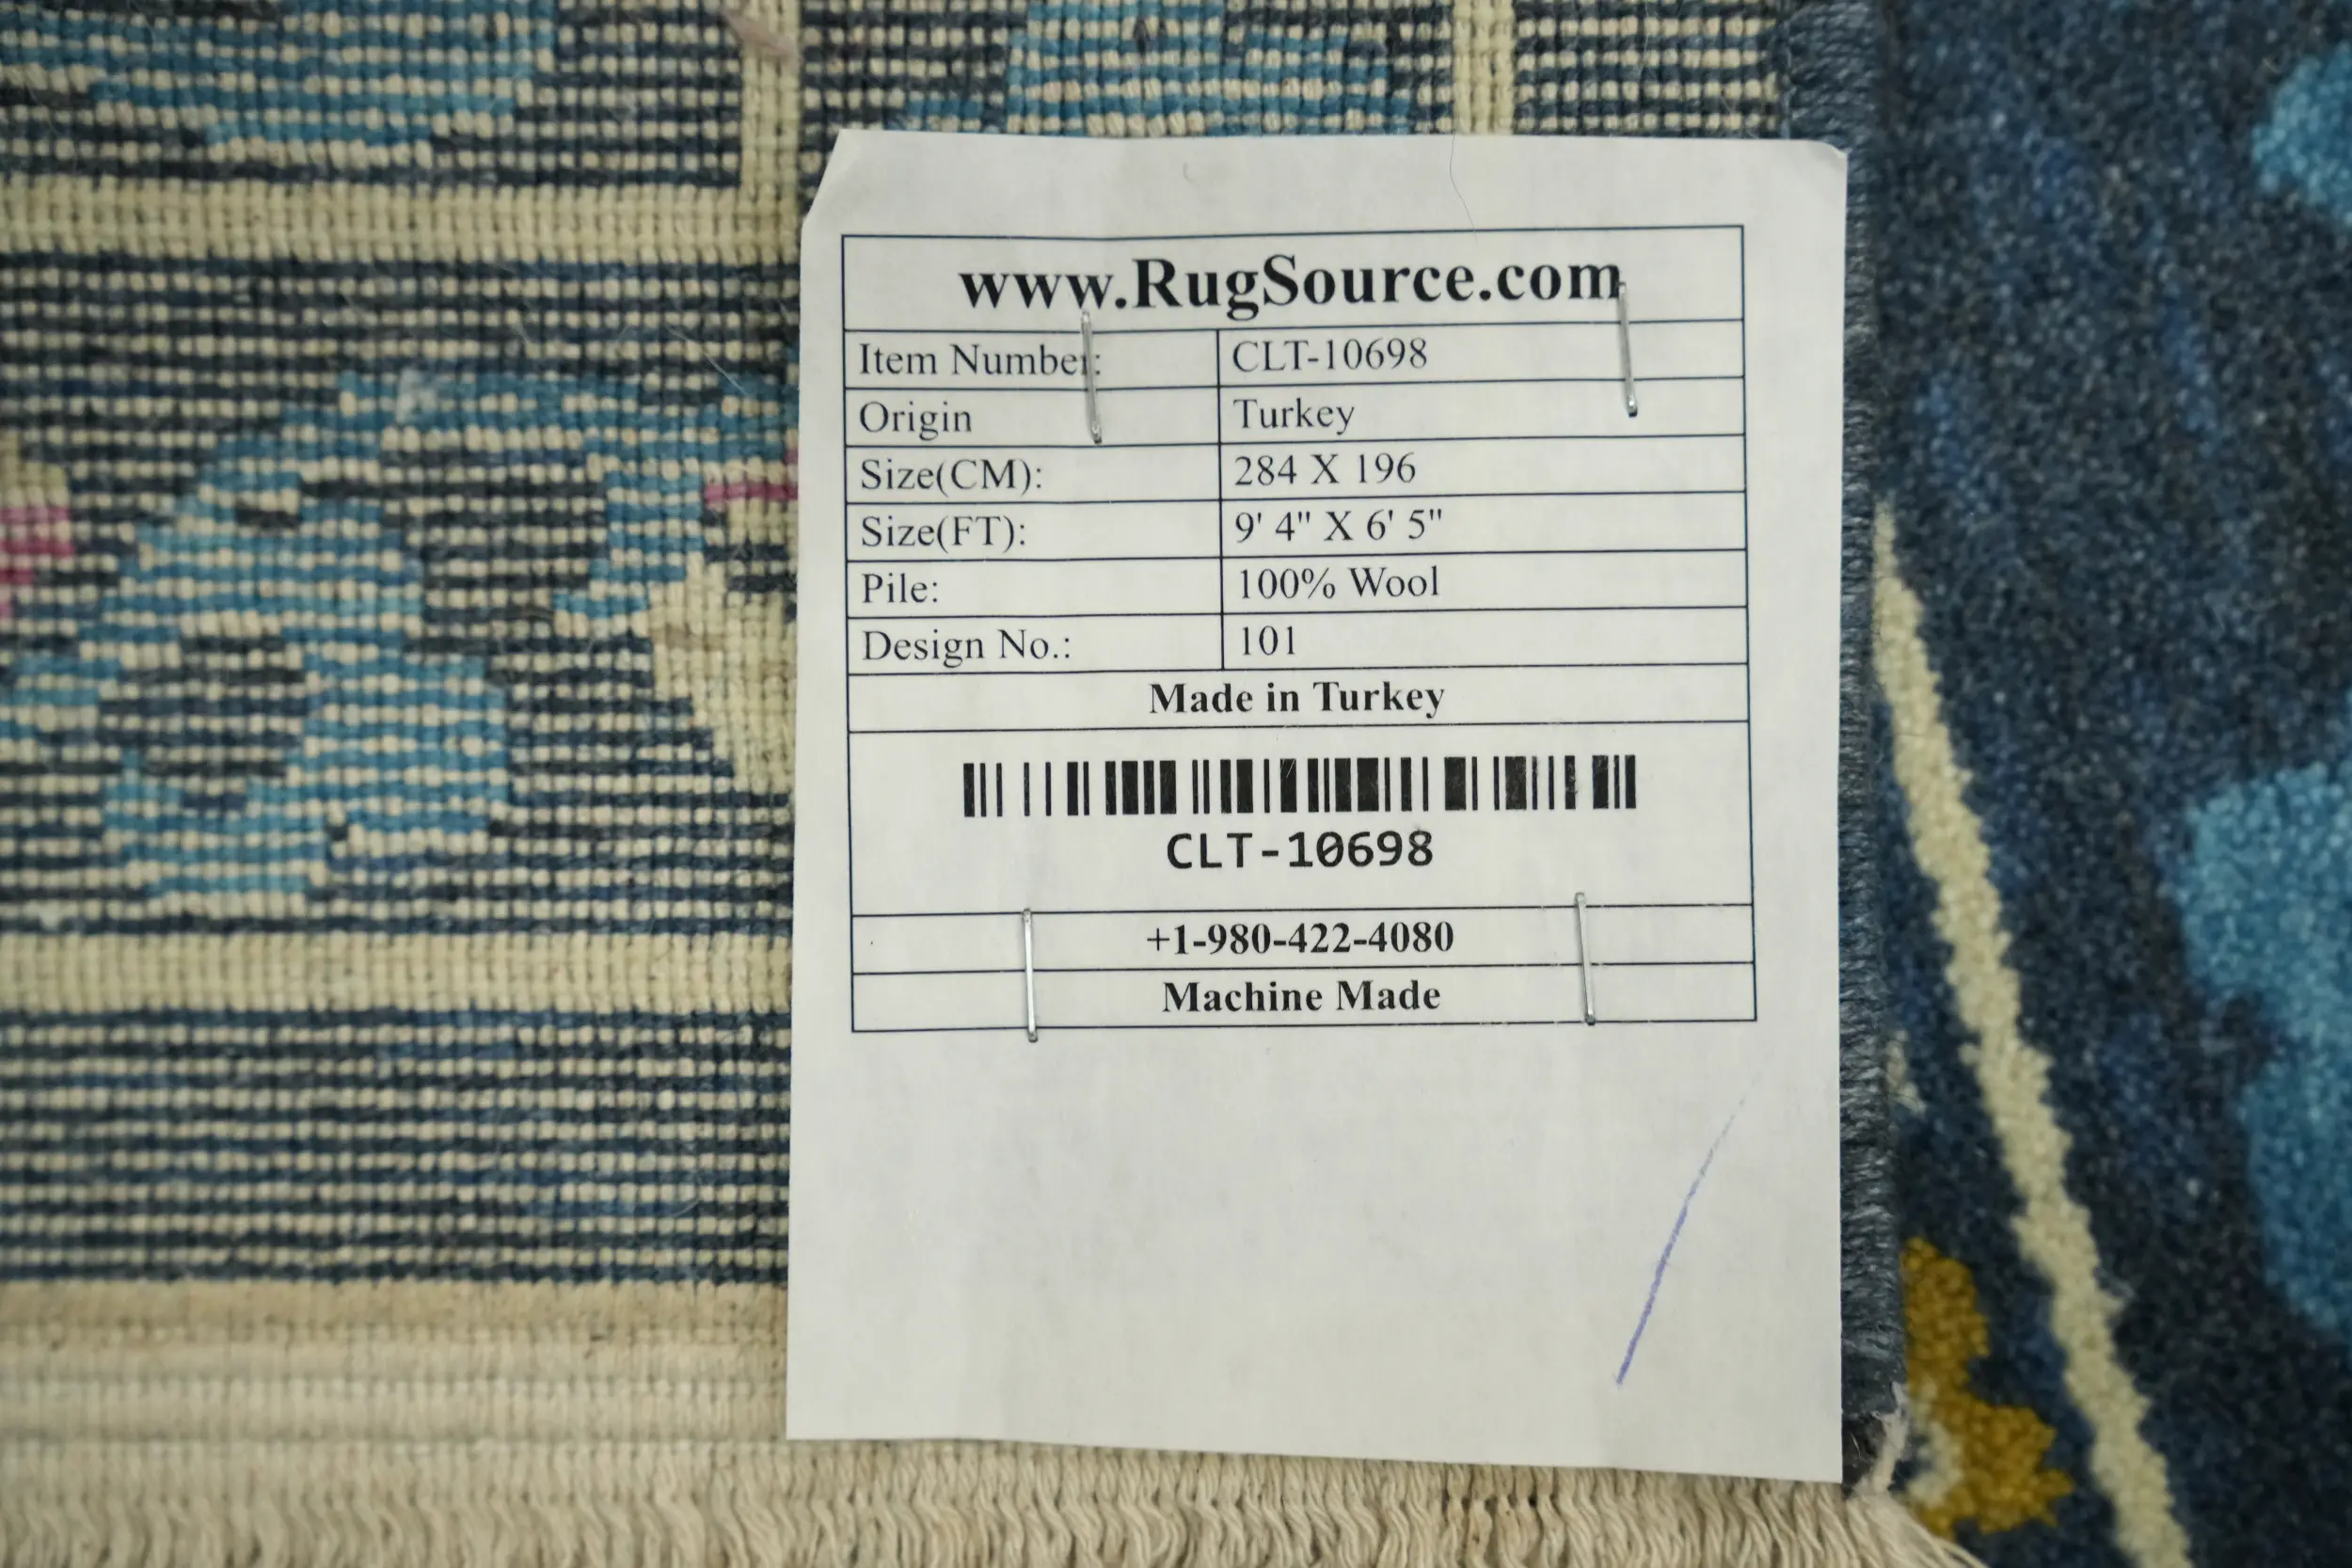 www.RugSource.com
Item Number: CLT-10698
Origin Turkey
Size(CM): 284 X 196
Size(FT): 9' 4" X 6' 5"
Pile: 100% Wool
Design No.: 101
Made in Turkey
CLT-10698
+1-980-422-4080
Machine Made